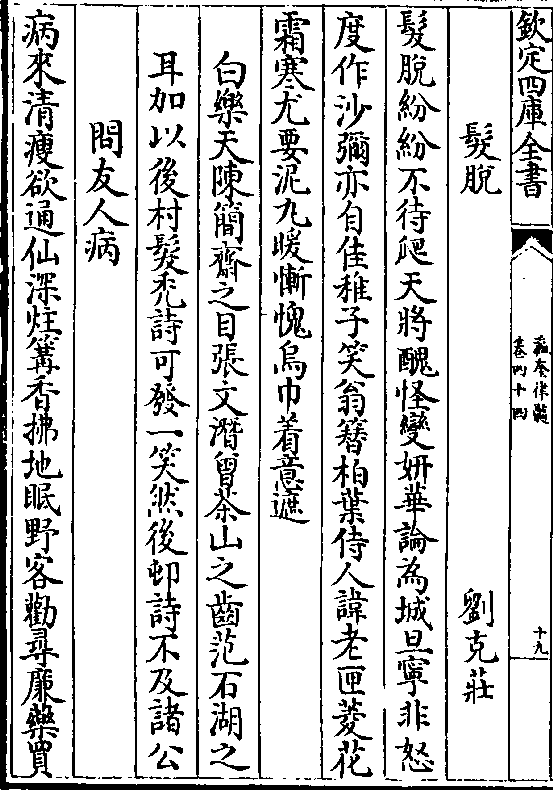 欽定四庫全書
瀛奎律髓
卷四十四
十九
髮脫　劉克莊
髮脫紛紛不待爬天將醜怪變妍華論為城旦寧非怒
度作沙彌亦自佳稚子笑翁簪柏葉侍人諱老匣菱花
霜寒尤要泥丸暖慚愧烏巾着意遮
白樂天陳簡齋之目張文潛曾茶山之齒范石湖之
耳加以後村髮禿詩可發一笑然後邨詩不及諸公
問友人病
病來清瘦欲通仙深炷篝香拂地眠野客勸尋廉藥買